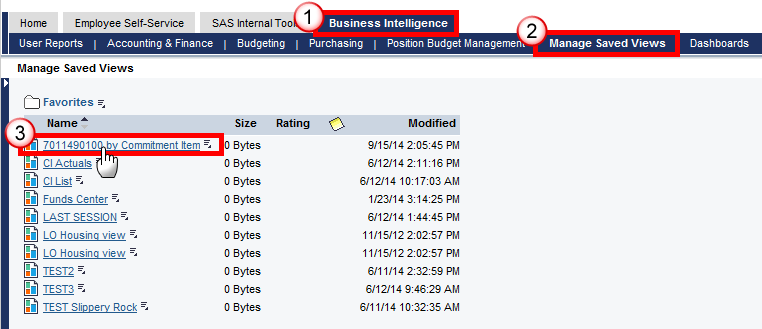 Home Employee Self-Service SAS Internal Tool 1 Business Intelligence
User Reports | Accounting & Finance | Budgeting | Purchasing | Position Budget Management 2 Manage Saved Views Dashboards
Manage Saved Views
Favorites
Name Size Rating Modified
3 7011490100 by Commitment Item 0 Bytes 9/15/14 2:05:45 PM
CI Actuals 0 Bytes 6/12/14 2:11:16 PM
CI List 0 Bytes 6/12/14 10:17:03 AM
Funds Center 0 Bytes 1/23/14 3:14:25 PM
LAST SESSION 0 Bytes 6/12/14 1:44:45 PM
LO Housing view 0 Bytes 11/15/12 2:02:57 PM
LO Housing view 0 Bytes 11/15/12 2:02:57 PM
TEST2 0 Bytes 6/11/14 2:32:59 PM
TEST3 0 Bytes 6/12/14 9:46:29 AM
TEST Slippery Rock 0 Bytes 6/11/14 10:32:35 AM